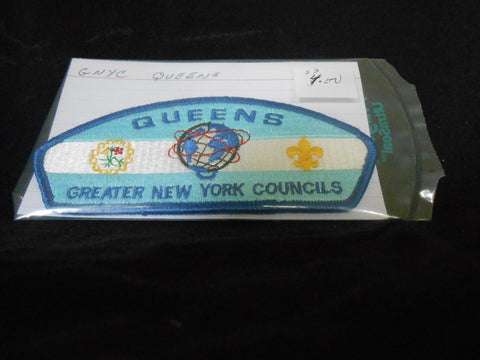 GNYC QUEENS
4.00
QUEENS
GREATER NEW YORK COUNCILS